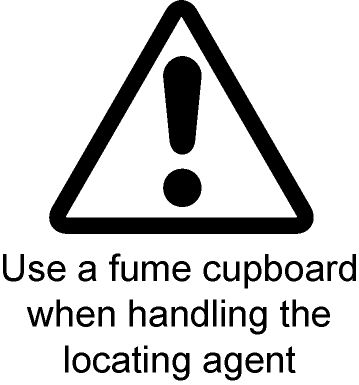 Use a fume cupboard
when handling the
locating agent